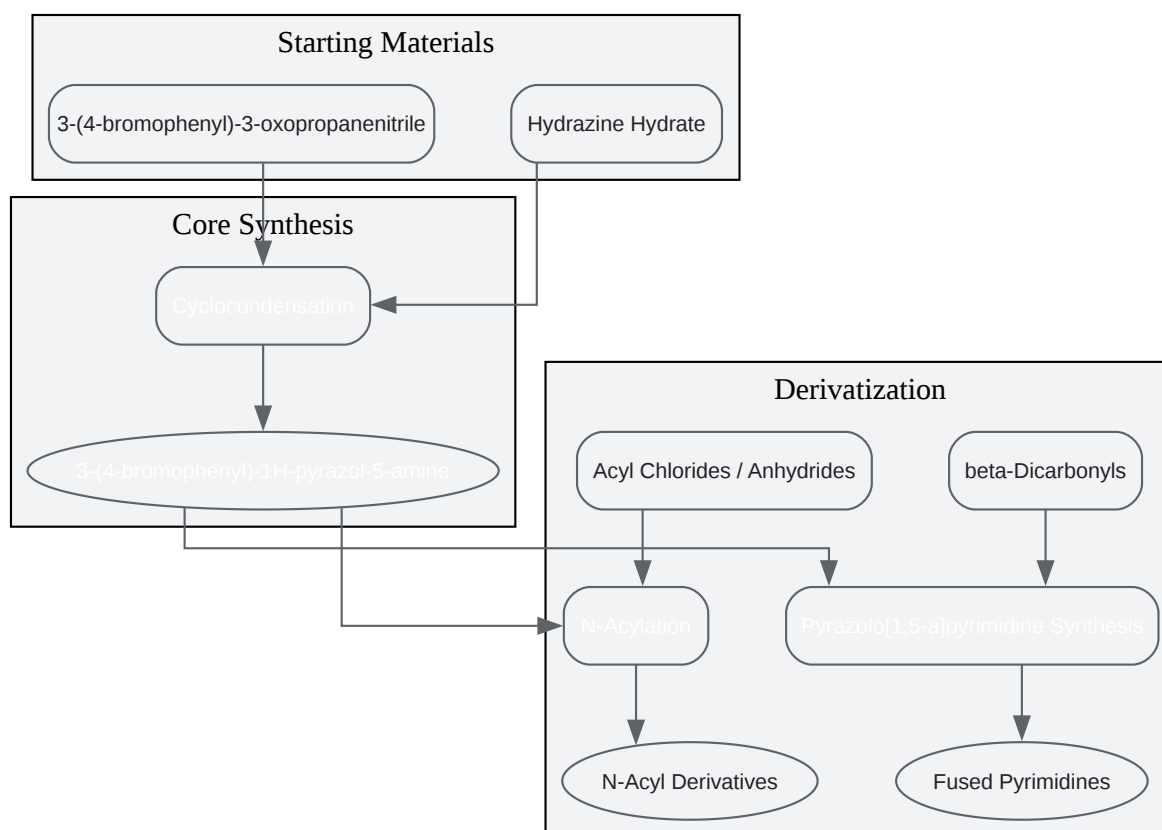 Starting Materials
3-(4-bromophenyl)-3-oxopropanenitrile
Hydrazine Hydrate
Core Synthesis
Cyclocondensation
3-(4-bromophenyl)-1H-pyrazol-5-amine
Derivatization
Acyl Chlorides / Anhydrides
beta-Dicarbonyls
N-Acylation
Pyrazolo[1,5-a]pyrimidine Synthesis
N-Acyl Derivatives
Fused Pyrimidines